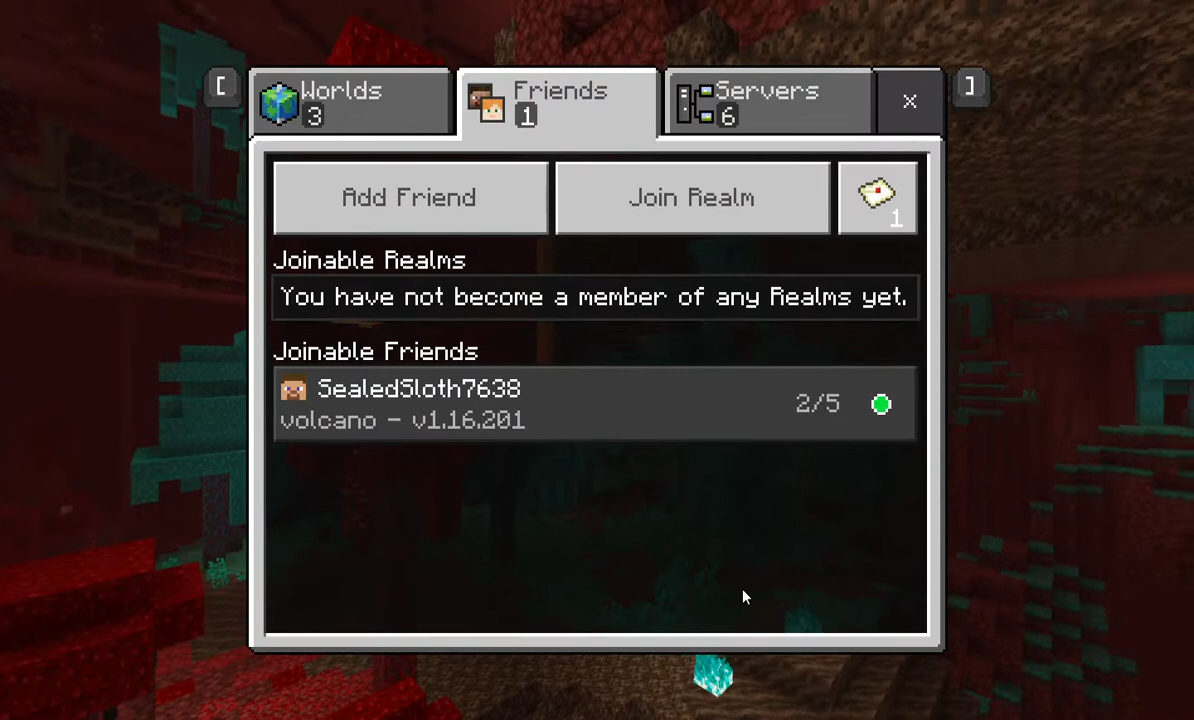 [
Worlds
3
Friends
1
Servers
6
×
]
Add Friend
Join Realm
1
Joinable Realms
You have not become a member of any Realms yet.
Joinable Friends
SealedSloth7638
volcano - v1.16.201
2/5